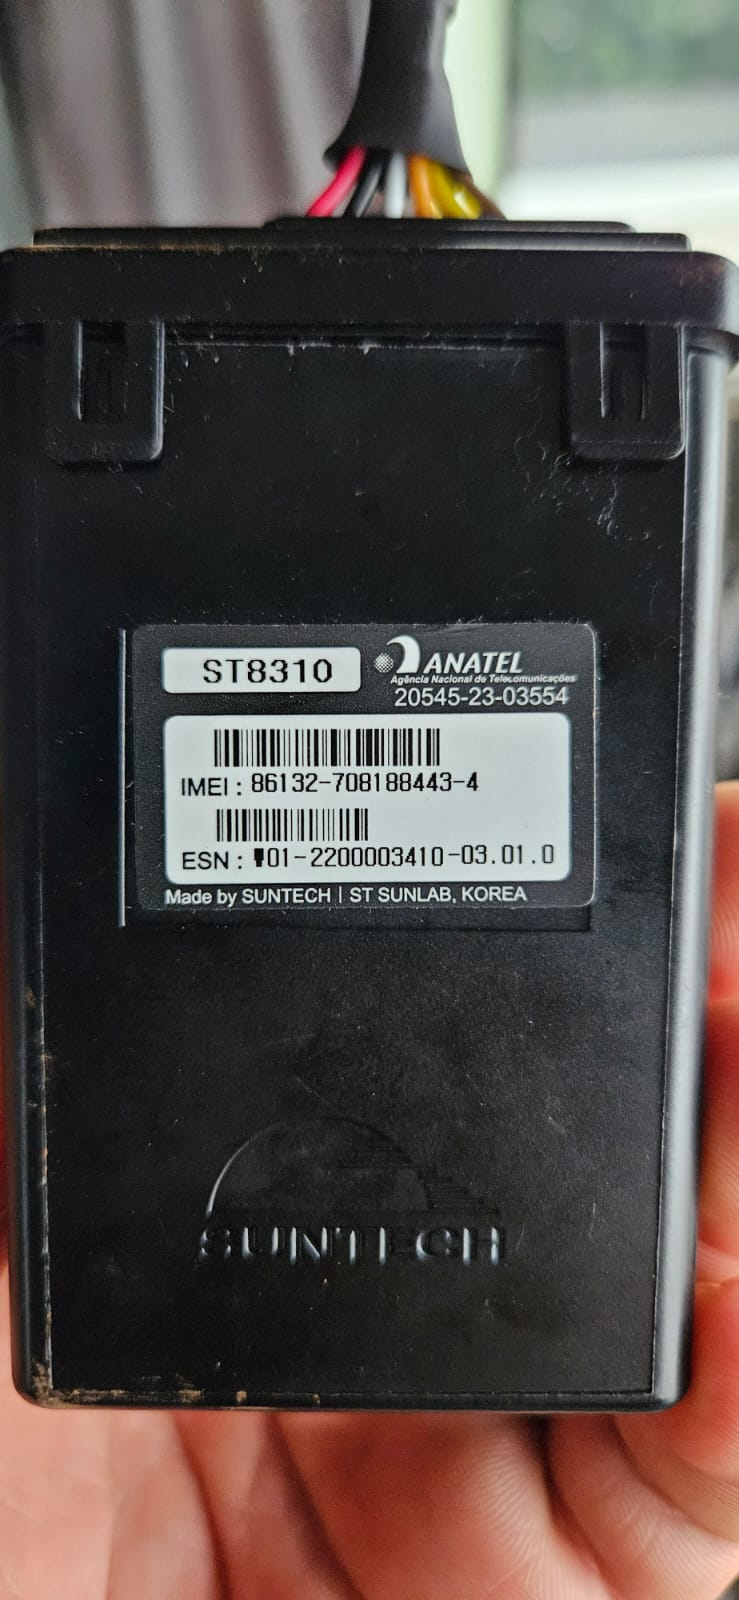 ST8310
ANATEL
Agência Nacional de Telecomunicações
20545-23-03554
IMEI : 86132-708188443-4
ESN : 01-2200003410-03.01.0
Made by SUNTECH | ST SUNLAB, KOREA
SUNTECH